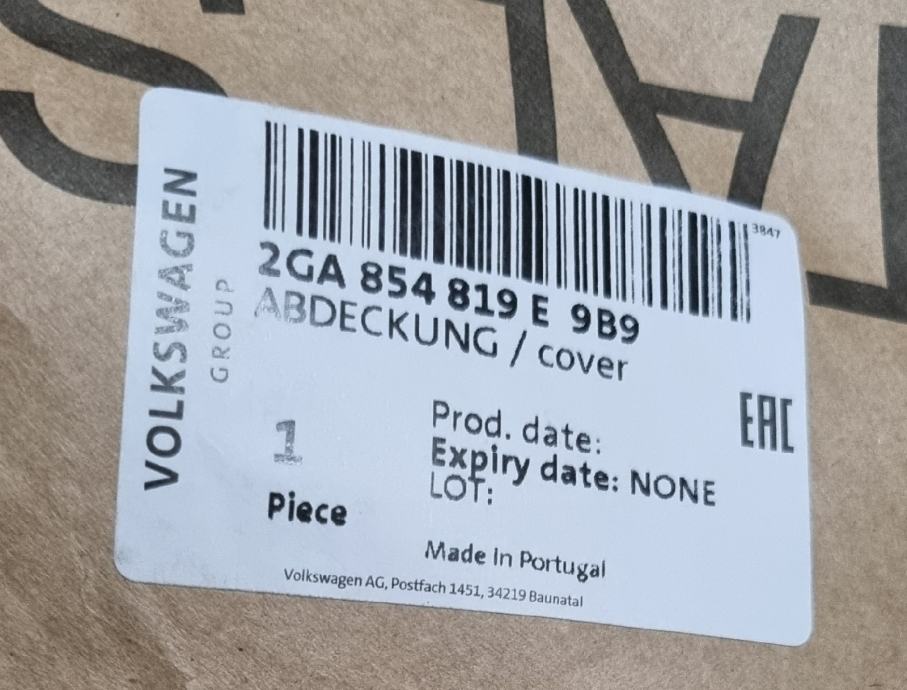 VOLKSWAGEN
GROUP
3847
2GA 854 819 E 9B9
ABDECKUNG / cover
1
Piece
Prod. date:
Expiry date: NONE
LOT:
EAC
Made in Portugal
Volkswagen AG, Postfach 1451, 34219 Baunatal